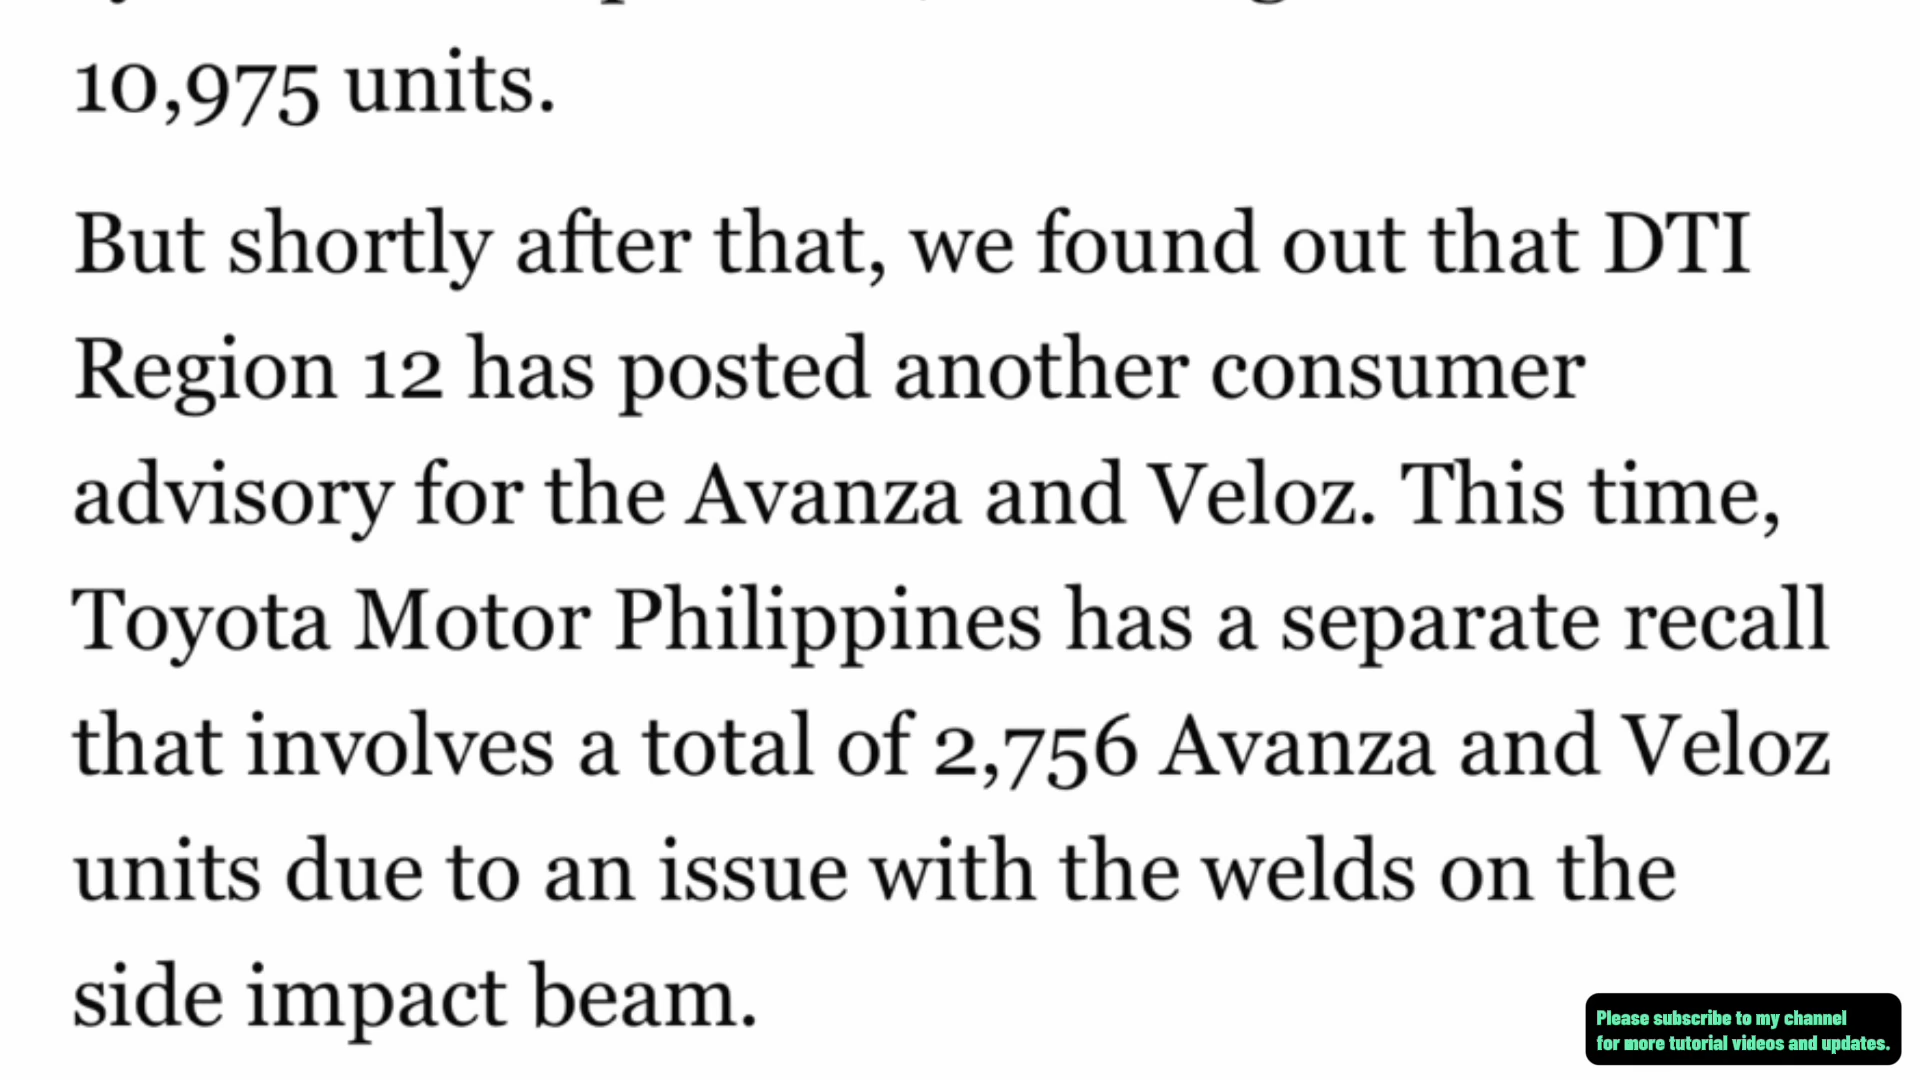 10,975 units.
But shortly after that, we found out that DTI
Region 12 has posted another consumer
advisory for the Avanza and Veloz. This time,
Toyota Motor Philippines has a separate recall
that involves a total of 2,756 Avanza and Veloz
units due to an issue with the welds on the
side impact beam.
Please subscribe to my channel
for more tutorial videos and updates.